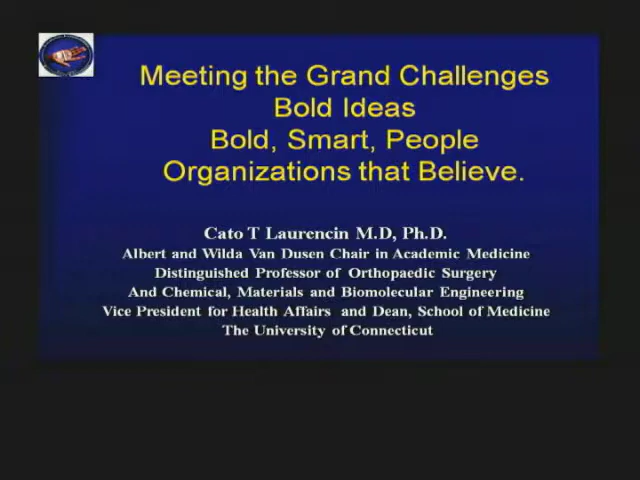 Meeting the Grand Challenges
Bold Ideas
Bold, Smart, People
Organizations that Believe.
Cato T Laurencin M.D, Ph.D.
Albert and Wilda Van Dusen Chair in Academic Medicine
Distinguished Professor of Orthopaedic Surgery
And Chemical, Materials and Biomolecular Engineering
Vice President for Health Affairs and Dean, School of Medicine
The University of Connecticut